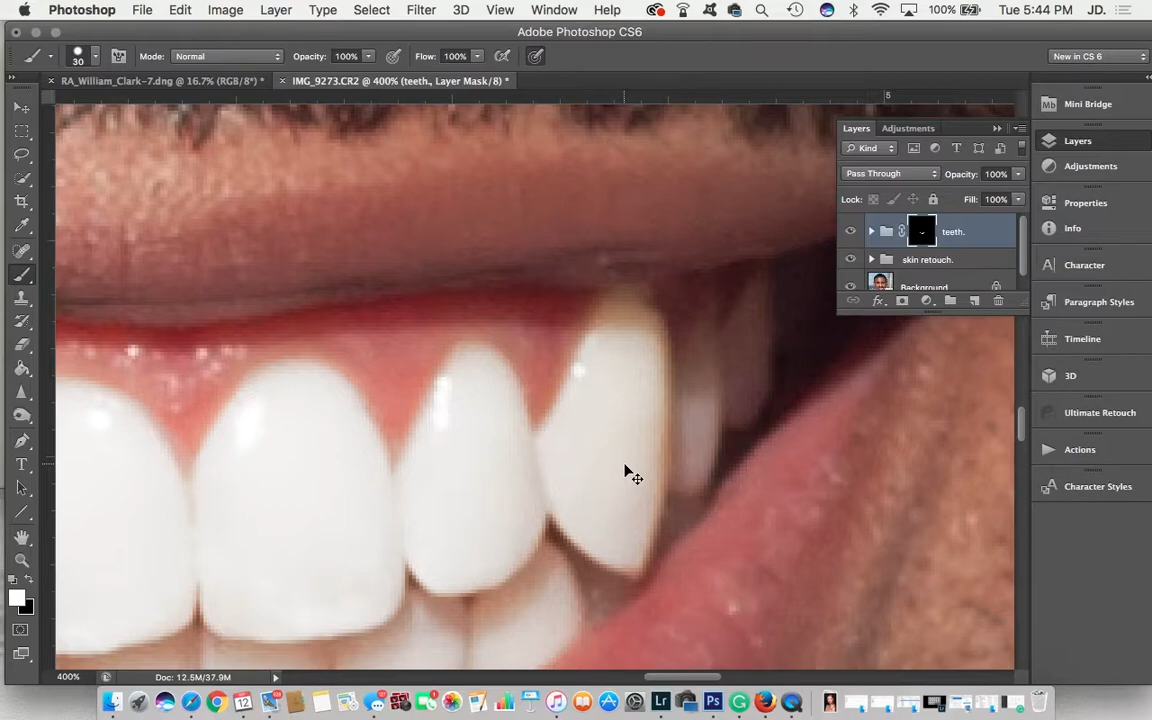 Photoshop File Edit Image Layer Type Select Filter 3D View Window Help 100% Tue 5:44 PM JD.
Adobe Photoshop CS6
30 Mode: Normal Opacity: 100% Flow: 100% New in CS 6
RA_William_Clark-7.dng @ 16.7% (RGB/8*) * IMG_9273.CR2 @ 400% (teeth., Layer Mask/8) *
5
Layers Adjustments
Kind
Pass Through Opacity: 100%
Lock: Fill: 100%
teeth.
skin retouch.
Background
Mb Mini Bridge
Layers
Adjustments
Properties
Info
Character
Paragraph Styles
Timeline
3D
Ultimate Retouch
Actions
Character Styles
400% Doc: 12.5M/37.9M